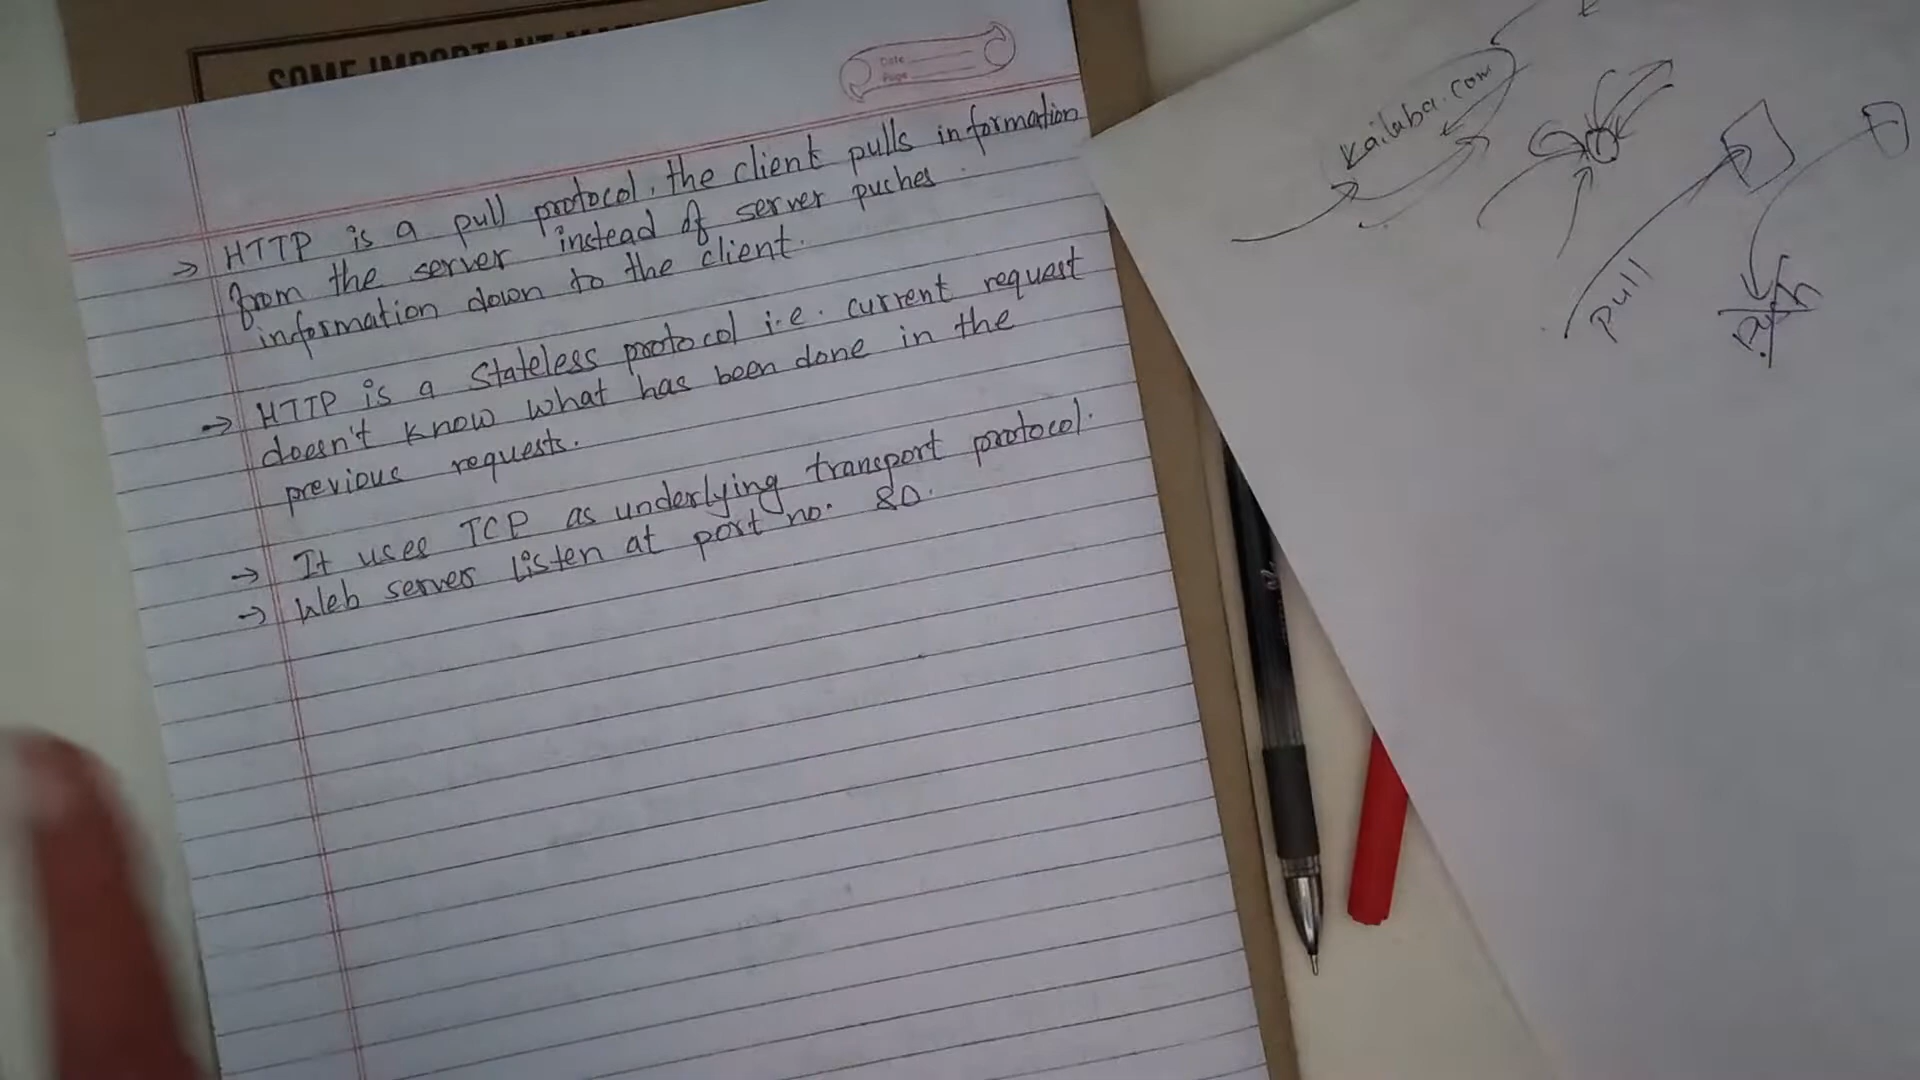 SOME IMPORTANT
Date
Page
→ HTTP is a pull protocol, the client pulls information
from the server instead of server puches
information down to the client.
→ HTTP is a Stateless protocol i.e. current request
doesn't know what has been done in the
previous requests.
→ It uses TCP as underlying transport protocol.
→ Web server listen at port no. 80.
Kailaba.com
pull